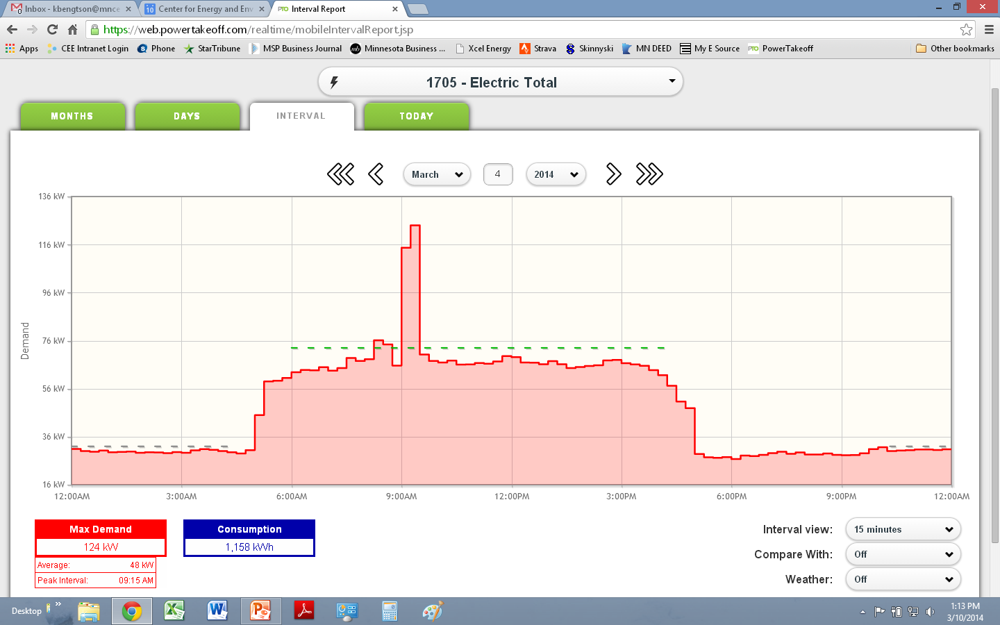 Inbox - kbengtson@mnce
10 Center for Energy and Env
PTO Interval Report
https://web.powertakeoff.com/realtime/mobileIntervalReport.jsp
Apps CEE Intranet Login Phone StarTribune MSP Business Journal mb Minnesota Business ... Xcel Energy Strava Skinnyski MN DEED My E Source PTO PowerTakeoff Other bookmarks
1705 - Electric Total
MONTHS DAYS INTERVAL TODAY
March 4 2014
136 kW
116 kW
96 kW
76 kW
56 kW
36 kW
16 kW
Demand
12:00AM 3:00AM 6:00AM 9:00AM 12:00PM 3:00PM 6:00PM 9:00PM 12:00AM
Max Demand
124 kW
Average: 48 kW
Peak Interval: 09:15 AM
Consumption
1,158 kWh
Interval view: 15 minutes
Compare With: Off
Weather: Off
Desktop
1:13 PM
3/10/2014